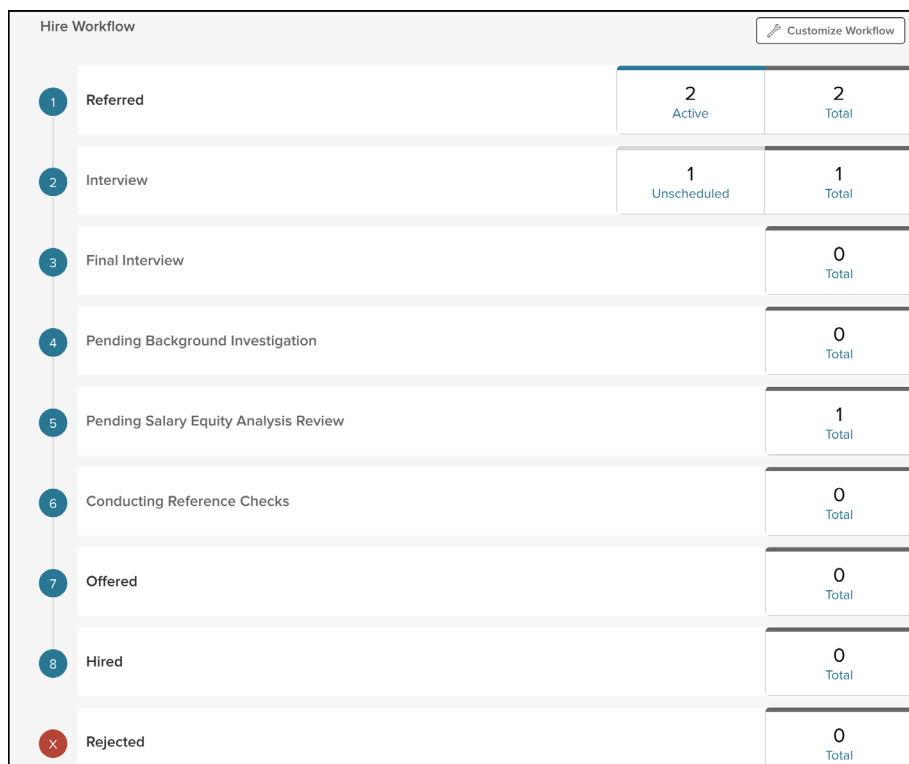 Hire Workflow
Customize Workflow
1
Referred
2
Active
2
Total
2
Interview
1
Unscheduled
1
Total
3
Final Interview
0
Total
4
Pending Background Investigation
0
Total
5
Pending Salary Equity Analysis Review
1
Total
6
Conducting Reference Checks
0
Total
7
Offered
0
Total
8
Hired
0
Total
X
Rejected
0
Total